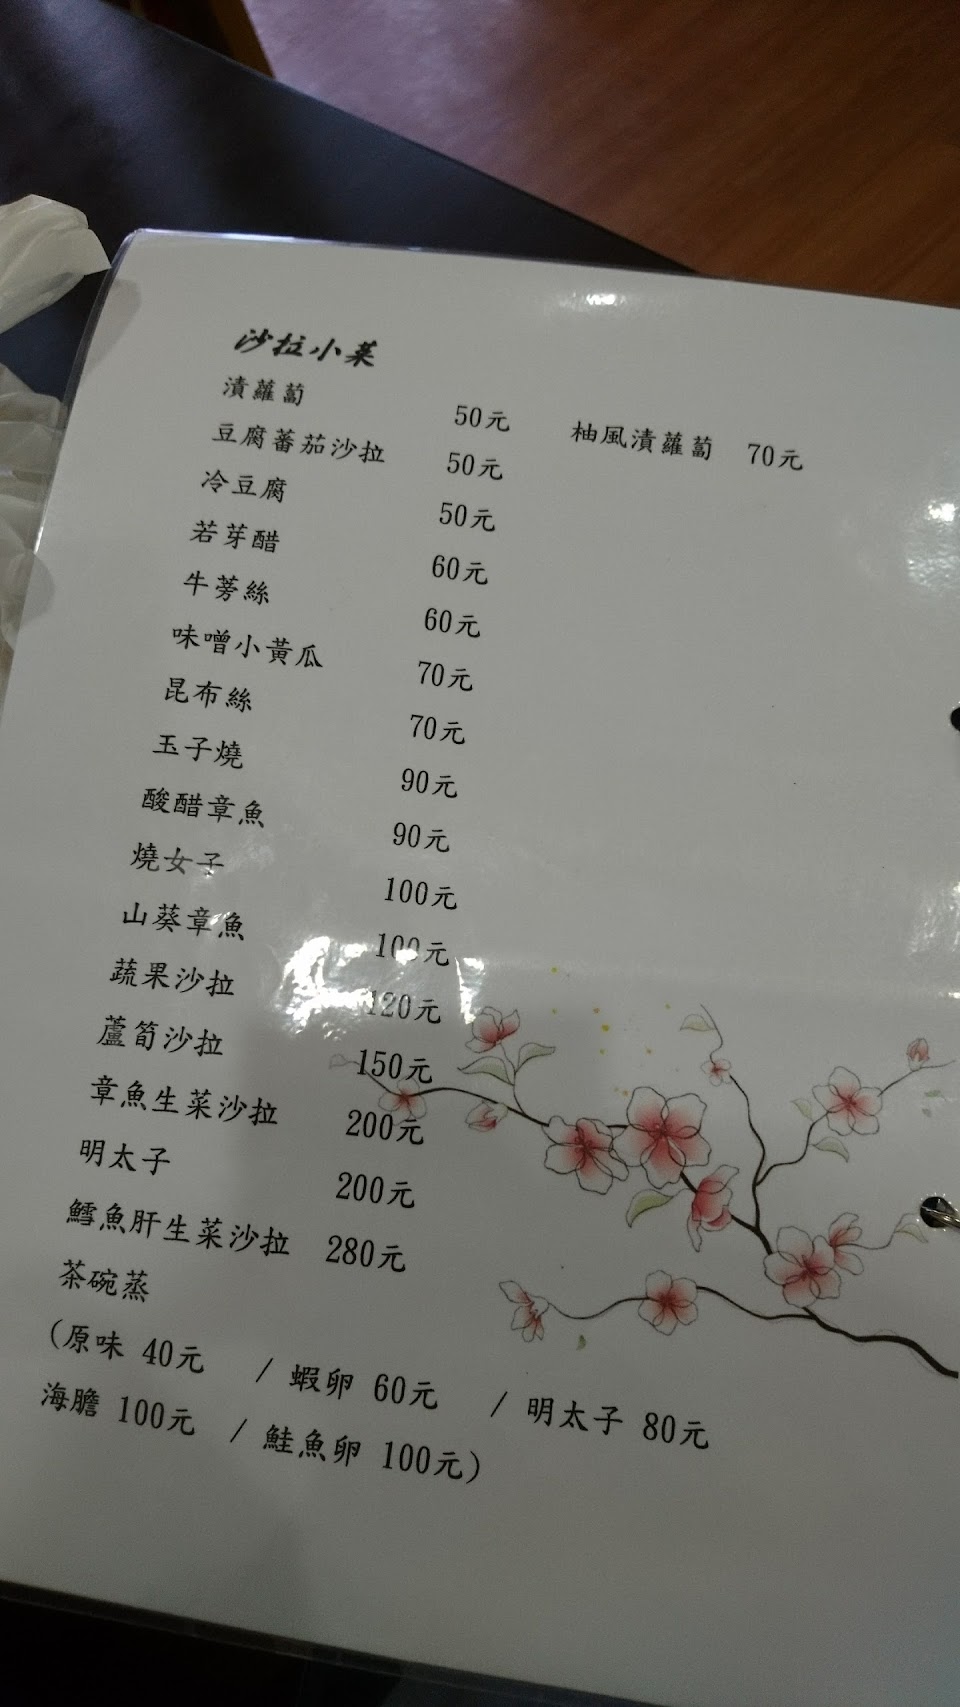 沙拉小菜
漬蘿蔔 50元 柚風漬蘿蔔 70元
豆腐蕃茄沙拉 50元
冷豆腐 50元
若芽醋 60元
牛蒡絲 60元
味噌小黃瓜 70元
昆布絲 70元
玉子燒 90元
酸醋章魚 90元
燒女子 100元
山葵章魚 100元
蔬果沙拉 120元
蘆筍沙拉 150元
章魚生菜沙拉 200元
明太子 200元
鱈魚肝生菜沙拉 280元
茶碗蒸
(原味 40元 / 蝦卵 60元 / 明太子 80元
海膽 100元 / 鮭魚卵 100元)